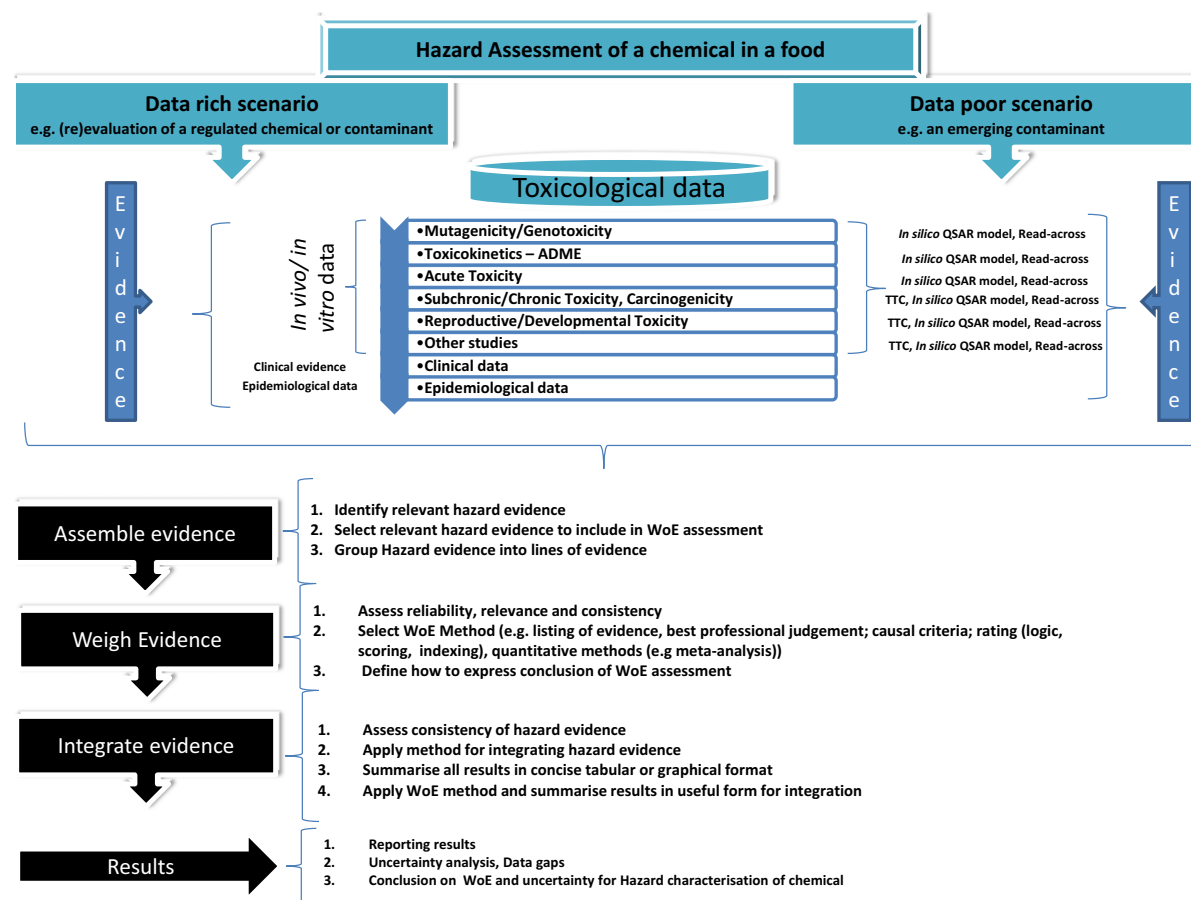 Hazard Assessment of a chemical in a food
Data rich scenario
e.g. (re)evaluation of a regulated chemical or contaminant
Data poor scenario
e.g. an emerging contaminant
Toxicological data
Evidence
In vivo/ in
vitro data
Clinical evidence
Epidemiological data
•Mutagenicity/Genotoxicity
•Toxicokinetics – ADME
•Acute Toxicity
•Subchronic/Chronic Toxicity, Carcinogenicity
•Reproductive/Developmental Toxicity
•Other studies
•Clinical data
•Epidemiological data
In silico QSAR model, Read-across
In silico QSAR model, Read-across
In silico QSAR model, Read-across
TTC, In silico QSAR model, Read-across
TTC, In silico QSAR model, Read-across
TTC, In silico QSAR model, Read-across
Evidence
Assemble evidence
1. Identify relevant hazard evidence
2. Select relevant hazard evidence to include in WoE assessment
3. Group Hazard evidence into lines of evidence
Weigh Evidence
1. Assess reliability, relevance and consistency
2. Select WoE Method (e.g. listing of evidence, best professional judgement; causal criteria; rating (logic,
scoring, indexing), quantitative methods (e.g meta-analysis))
3. Define how to express conclusion of WoE assessment
Integrate evidence
1. Assess consistency of hazard evidence
2. Apply method for integrating hazard evidence
3. Summarise all results in concise tabular or graphical format
4. Apply WoE method and summarise results in useful form for integration
Results
1. Reporting results
2. Uncertainty analysis, Data gaps
3. Conclusion on WoE and uncertainty for Hazard characterisation of chemical